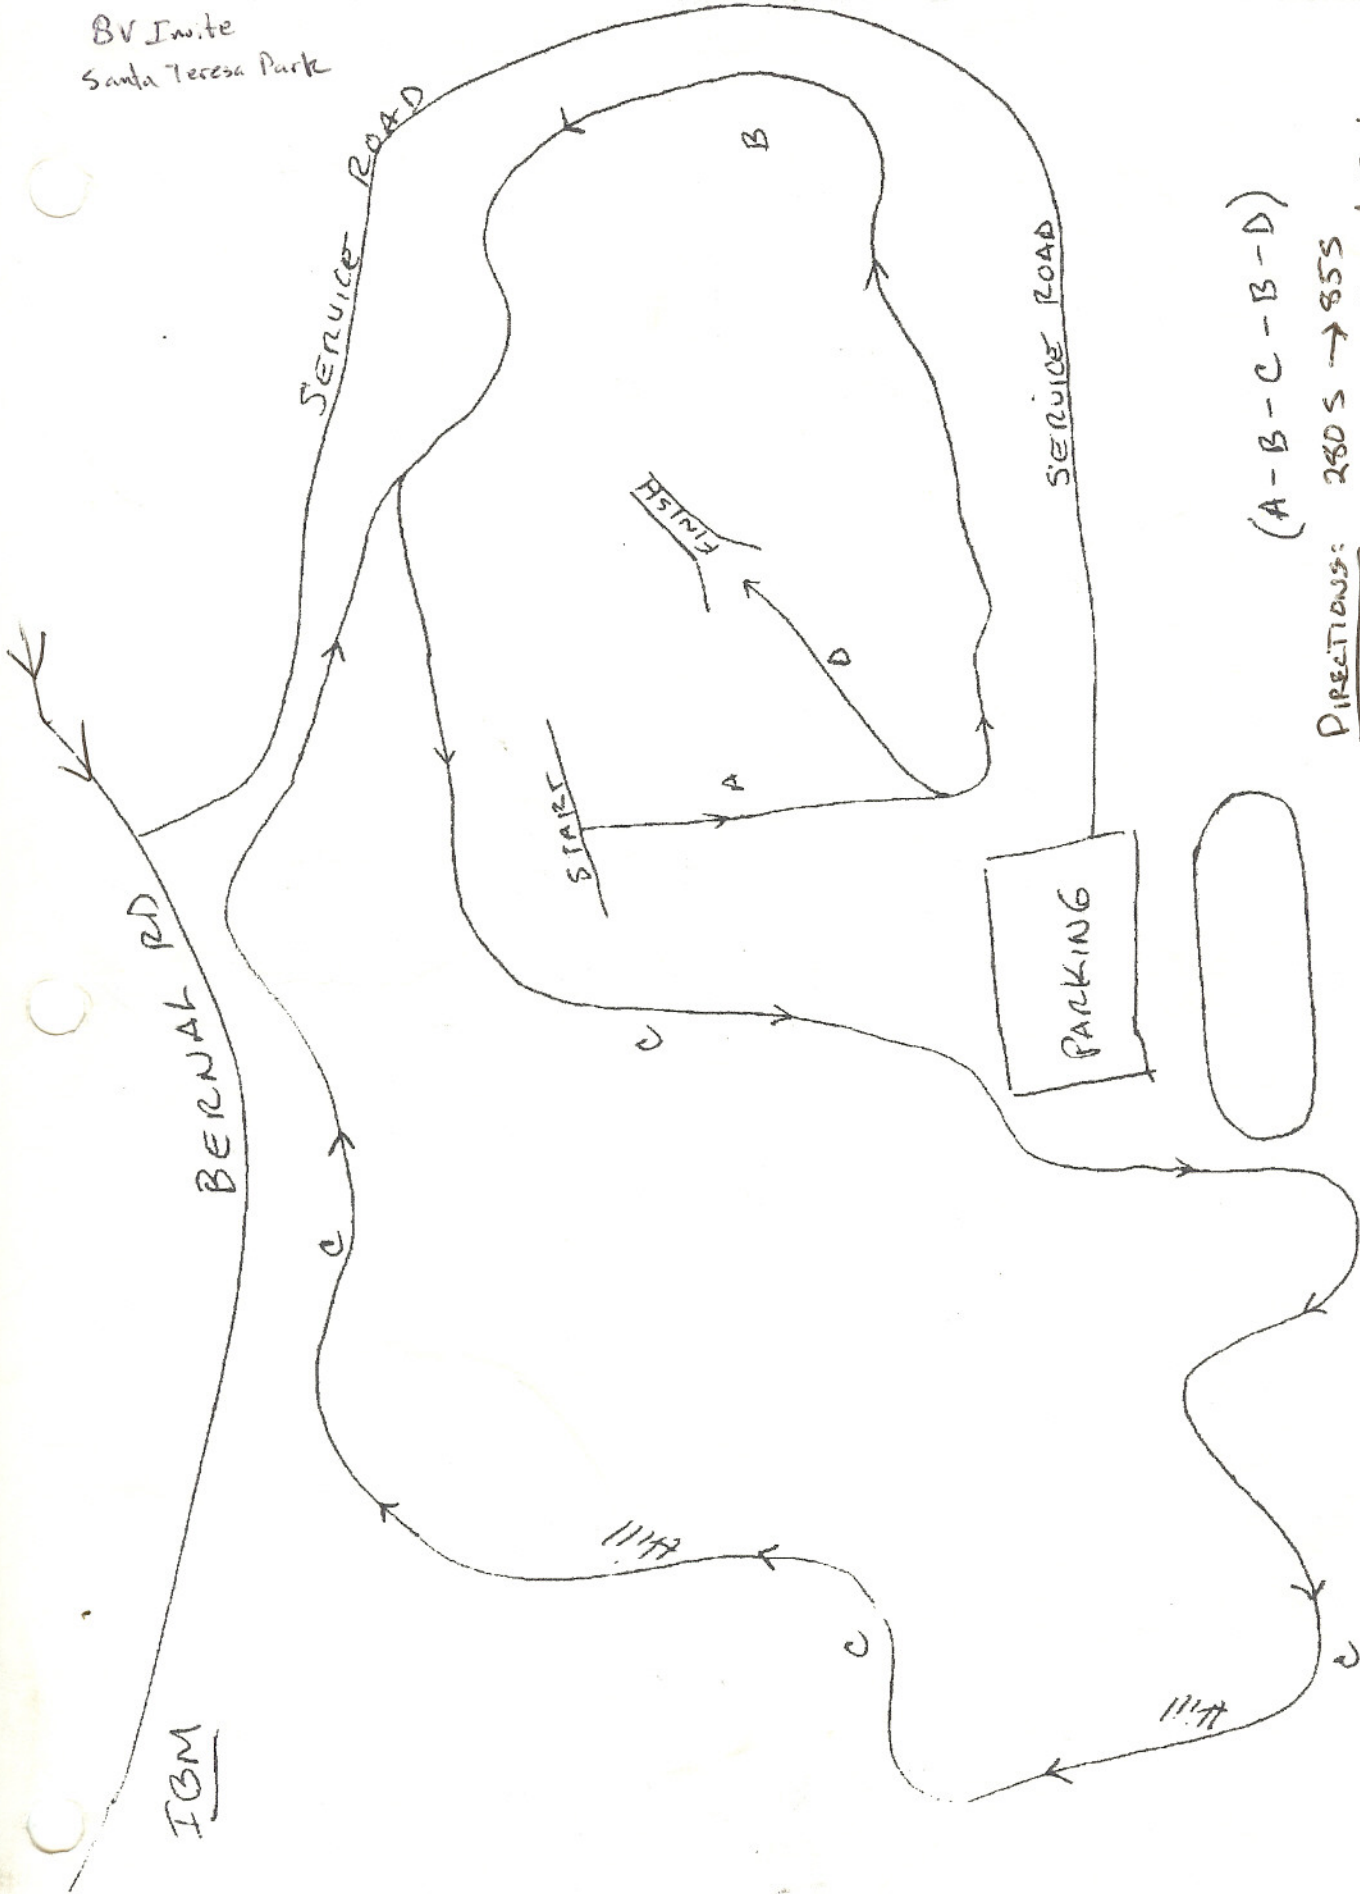 BV Invite
Santa Teresa Park
SERVICE ROAD
BERNAL RD
IBM
C
START
A
FINISH
D
B
C
Hill
C
SERVICE ROAD
PARKING
Hill
C
(A-B-C-B-D)
DIRECTIONS: 280 S → 85 S